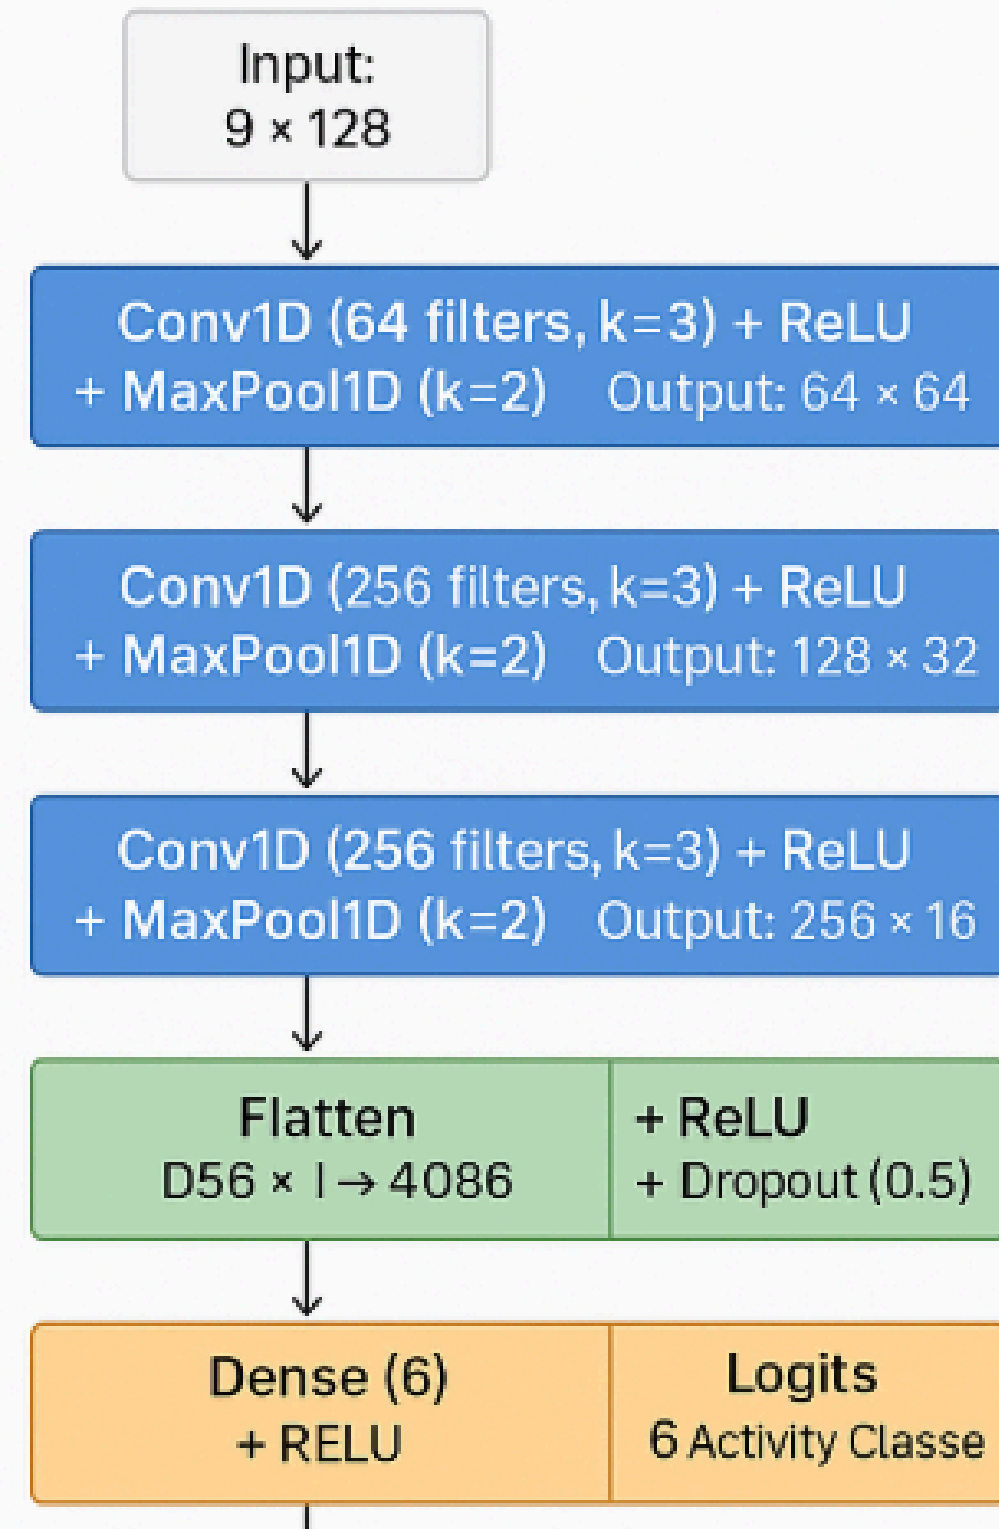 Input:
9 × 128
Conv1D (64 filters, k=3) + ReLU
+ MaxPool1D (k=2) Output: 64 × 64
Conv1D (256 filters, k=3) + ReLU
+ MaxPool1D (k=2) Output: 128 × 32
Conv1D (256 filters, k=3) + ReLU
+ MaxPool1D (k=2) Output: 256 × 16
Flatten
D56 × I → 4086
+ ReLU
+ Dropout (0.5)
Dense (6)
+ RELU
Logits
6 Activity Classe